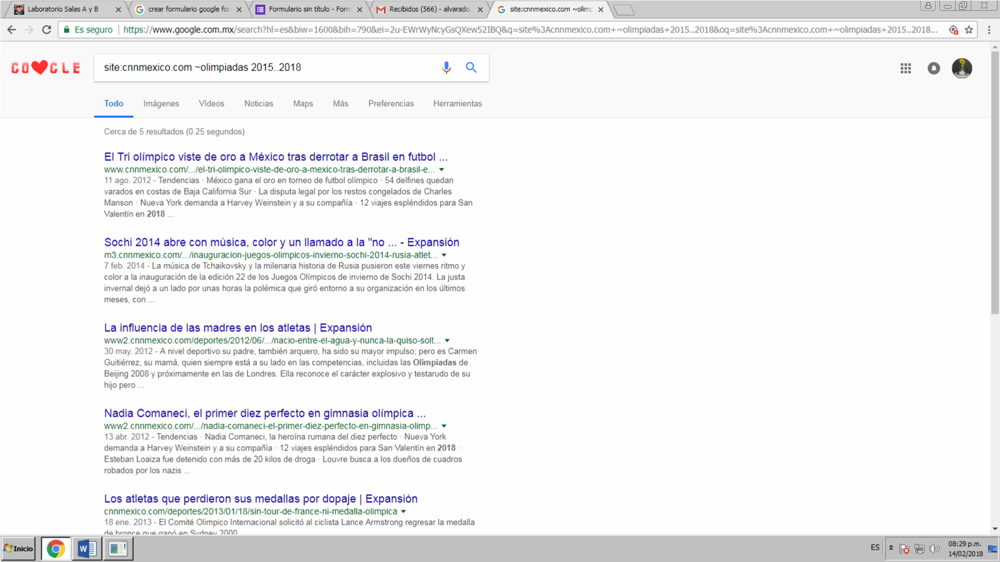 Laboratorio Salas A y B
crear formulario google for
Formulario sin título - Form
Recibidos (566) - alvarado.
site:cnnmexico.com ~olimp
Es seguro
https://www.google.com.mx/search?hl=es&biw=1600&bih=790&ei=2u-EWrWyNcyGsQXew52IBQ&q=site%3Acnnmexico.com+~olimpiadas+2015..2018&oq=site%3Acnnmexico.com+~olimpiadas+2015..2018...
site:cnnmexico.com ~olimpiadas 2015..2018
Todo
Imágenes
Vídeos
Noticias
Maps
Más
Preferencias
Herramientas
Cerca de 5 resultados (0.25 segundos)
El Tri olímpico viste de oro a México tras derrotar a Brasil en futbol ...
www.cnnmexico.com/.../el-tri-olimpico-viste-de-oro-a-mexico-tras-derrotar-a-brasil-e...
11 ago. 2012 - Tendencias · México gana el oro en torneo de futbol olímpico · 54 delfines quedan
varados en costas de Baja California Sur · La disputa legal por los restos congelados de Charles
Manson · Nueva York demanda a Harvey Weinstein y a su compañía · 12 viajes espléndidos para San
Valentín en 2018 ...
Sochi 2014 abre con música, color y un llamado a la "no ... - Expansión
m3.cnnmexico.com/.../inauguracion-juegos-olimpicos-invierno-sochi-2014-rusia-atlet...
7 feb. 2014 - La música de Tchaikovsky y la milenaria historia de Rusia pusieron este viernes ritmo y
color a la inauguración de la edición 22 de los Juegos Olímpicos de invierno de Sochi 2014. La justa
invernal dejó a un lado por unas horas la polémica que giró entorno a su organización en los últimos
meses, con ...
La influencia de las madres en los atletas | Expansión
www2.cnnmexico.com/deportes/2012/06/.../nacio-entre-el-agua-y-nunca-la-quiso-solt...
30 may. 2012 - A nivel deportivo su padre, también arquero, ha sido su mayor impulso; pero es Carmen
Guitiérrez, su mamá, quien siempre está a su lado en las competencias, incluidas las Olimpiadas de
Beijing 2008 y próximamente en las de Londres. Ella reconoce el carácter explosivo y testarudo de su
hijo pero ...
Nadia Comaneci, el primer diez perfecto en gimnasia olímpica ...
www2.cnnmexico.com/.../nadia-comaneci-el-primer-diez-perfecto-en-gimnasia-olimp...
13 abr. 2012 - Tendencias · Nadia Comaneci, la heroína rumana del diez perfecto · Nueva York
demanda a Harvey Weinstein y a su compañía · 12 viajes espléndidos para San Valentín en 2018 ·
Esteban Loaiza fue detenido con más de 20 kilos de droga · Louvre busca a los dueños de cuadros
robados por los nazis ...
Los atletas que perdieron sus medallas por dopaje | Expansión
cnnmexico.com/deportes/2013/01/18/sin-tour-de-france-ni-medalla-olimpica
18 ene. 2013 - El Comité Olimpico Internacional solicitó al ciclista Lance Armstrong regresar la medalla
de bronce que ganó en Sydney 2000
Inicio
ES
08:29 p.m.
14/02/2018